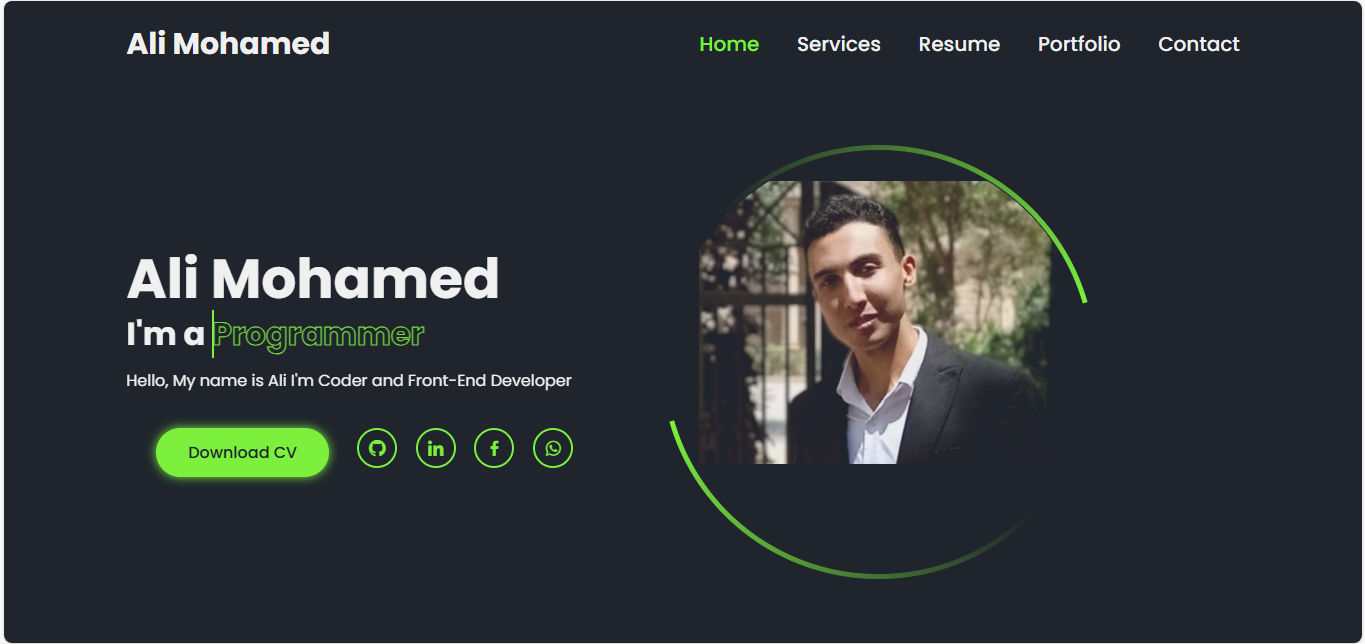 Ali Mohamed
Home Services Resume Portfolio Contact
Ali Mohamed
I'm a Programmer
Hello, My name is Ali I'm Coder and Front-End Developer
Download CV